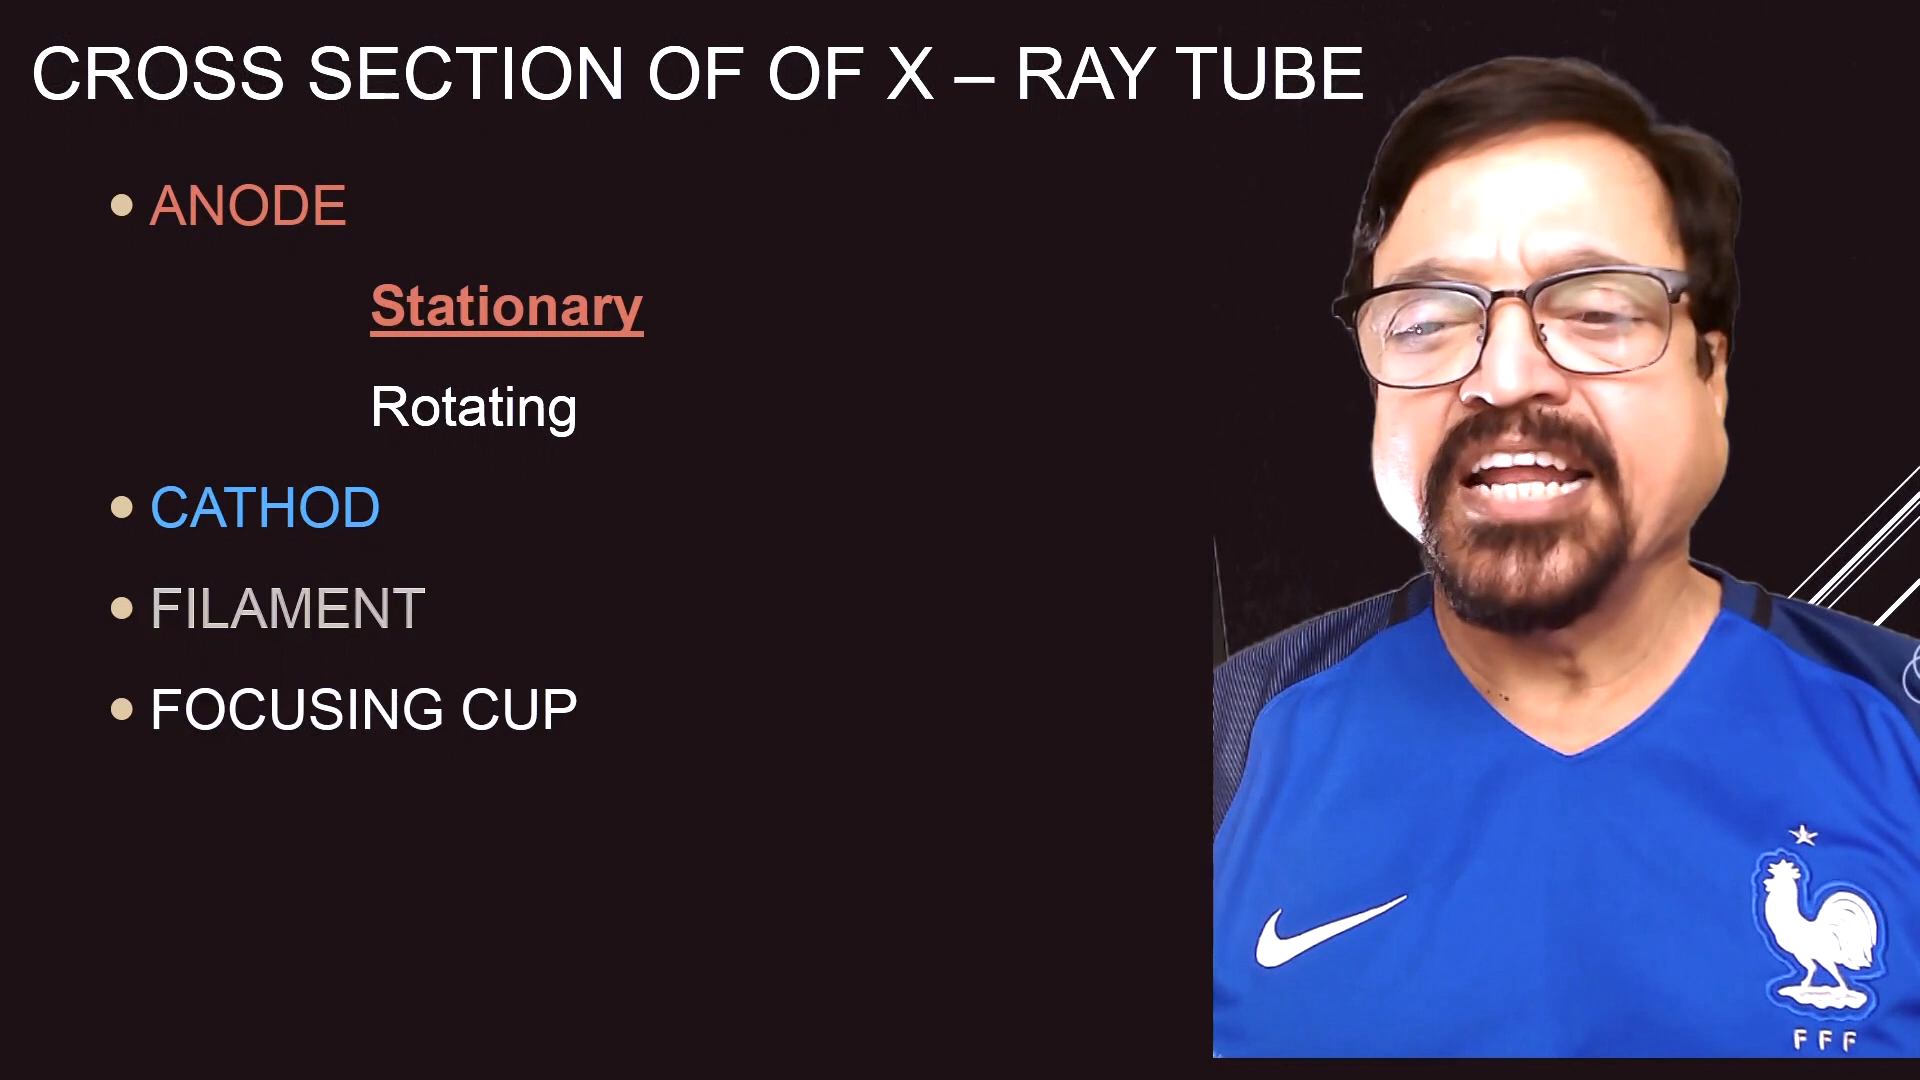 CROSS SECTION OF OF X – RAY TUBE
ANODE
Stationary
Rotating
CATHOD
FILAMENT
FOCUSING CUP
FFF